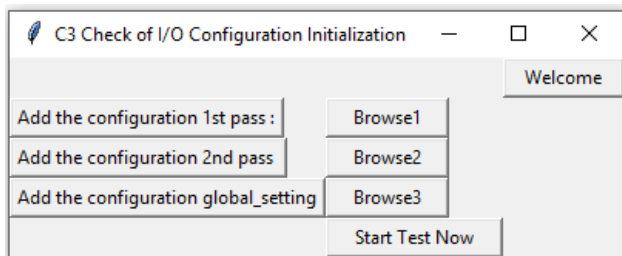 C3 Check of I/O Configuration Initialization
Welcome
Add the configuration 1st pass : Browse1
Add the configuration 2nd pass Browse2
Add the configuration global_setting Browse3
Start Test Now